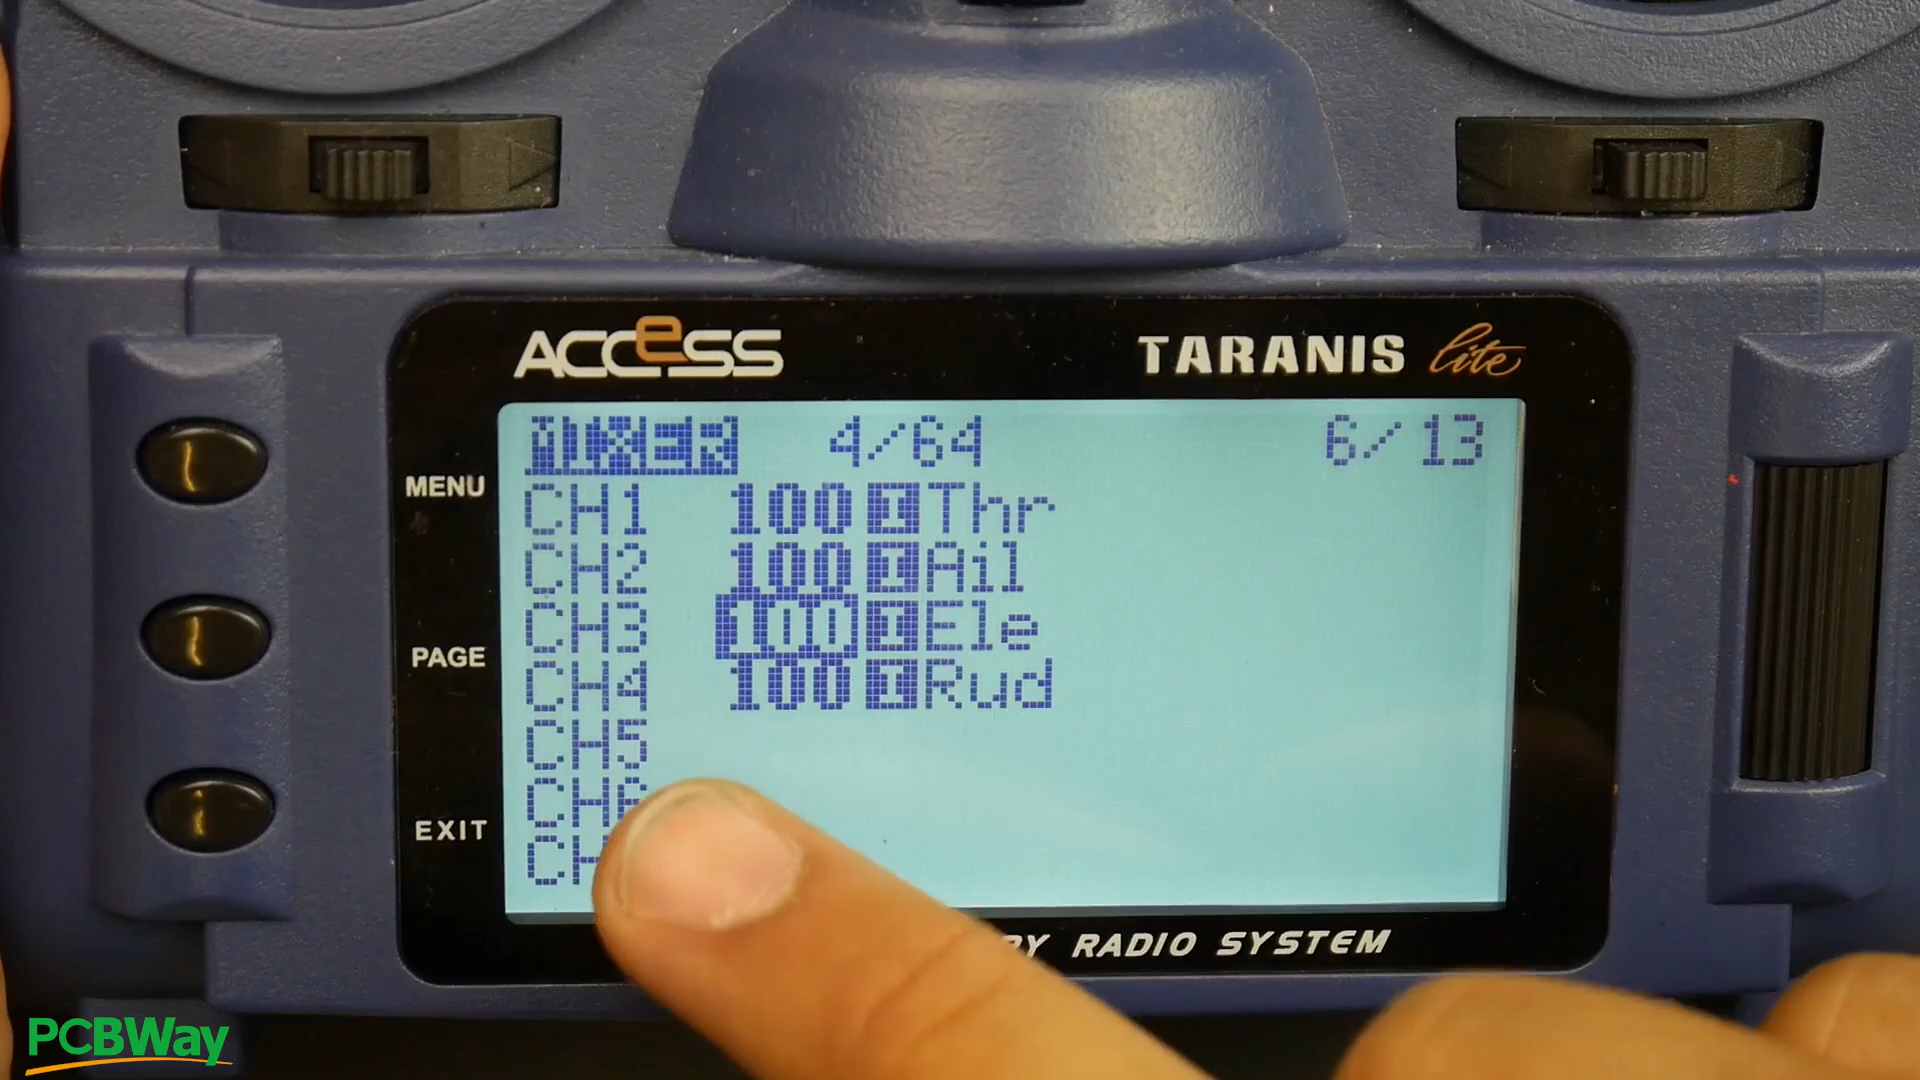 ACCeSS
TARANIS lite
MIXER 4/64 6/13
CH1 100 I Thr
CH2 100 I Ail
CH3 100 I Ele
CH4 100 I Rud
CH5
CH6
CH
MENU
PAGE
EXIT
RY RADIO SYSTEM
PCBWay